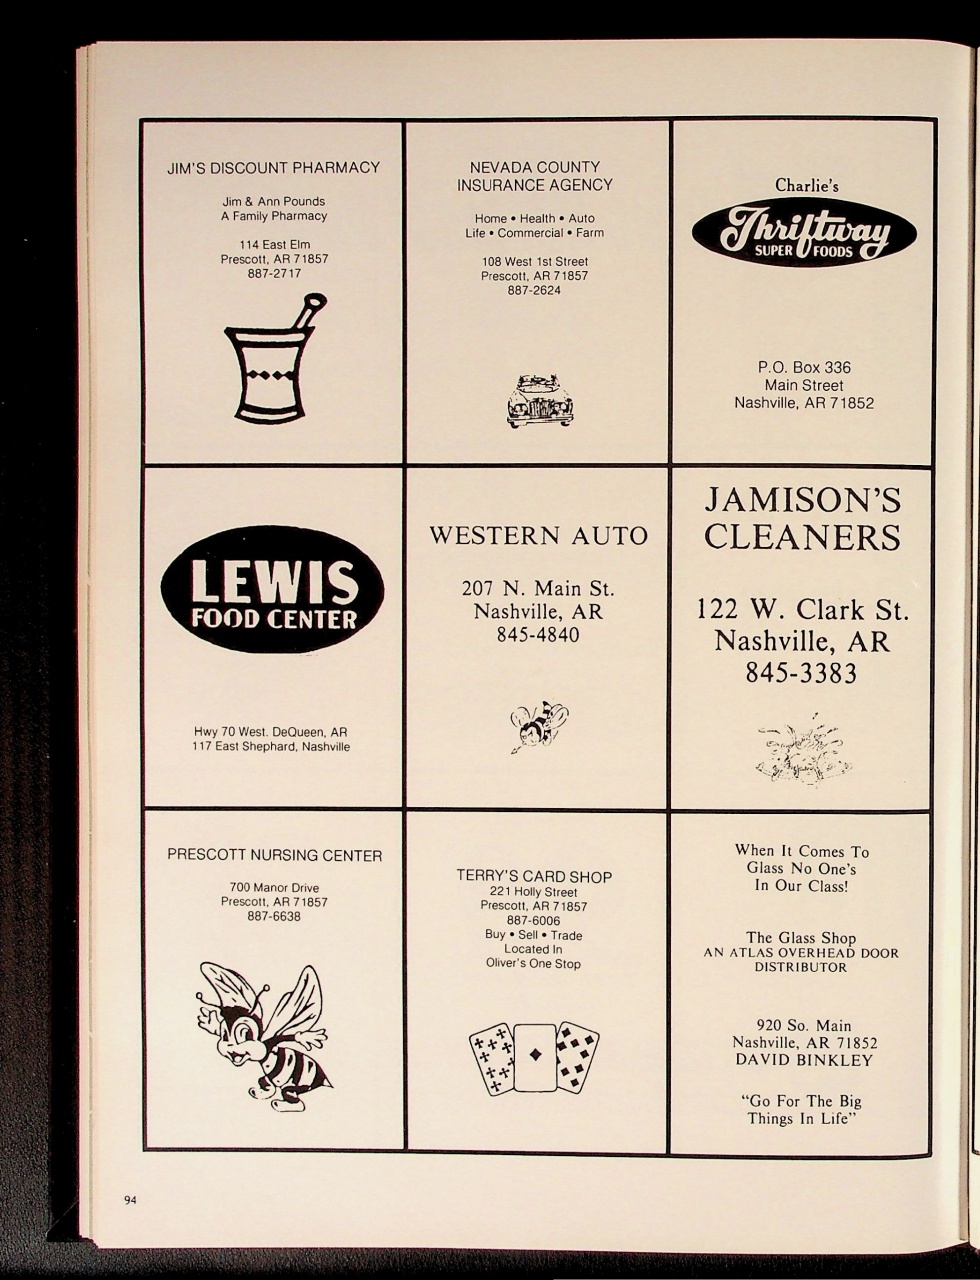 JIM'S DISCOUNT PHARMACY
Jim & Ann Pounds
A Family Pharmacy
114 East Elm
Prescott, AR 71857
887-2717
NEVADA COUNTY
INSURANCE AGENCY
Home • Health • Auto
Life • Commercial • Farm
108 West 1st Street
Prescott, AR 71857
887-2624
Charlie's
Thriftway
SUPER FOODS
P.O. Box 336
Main Street
Nashville, AR 71852
LEWIS
FOOD CENTER
Hwy 70 West. DeQueen, AR
117 East Shephard, Nashville
WESTERN AUTO
207 N. Main St.
Nashville, AR
845-4840
JAMISON'S
CLEANERS
122 W. Clark St.
Nashville, AR
845-3383
PRESCOTT NURSING CENTER
700 Manor Drive
Prescott, AR 71857
887-6638
TERRY'S CARD SHOP
221 Holly Street
Prescott, AR 71857
887-6006
Buy • Sell • Trade
Located In
Oliver's One Stop
When It Comes To
Glass No One's
In Our Class!
The Glass Shop
AN ATLAS OVERHEAD DOOR
DISTRIBUTOR
920 So. Main
Nashville, AR 71852
DAVID BINKLEY
“Go For The Big
Things In Life”
94